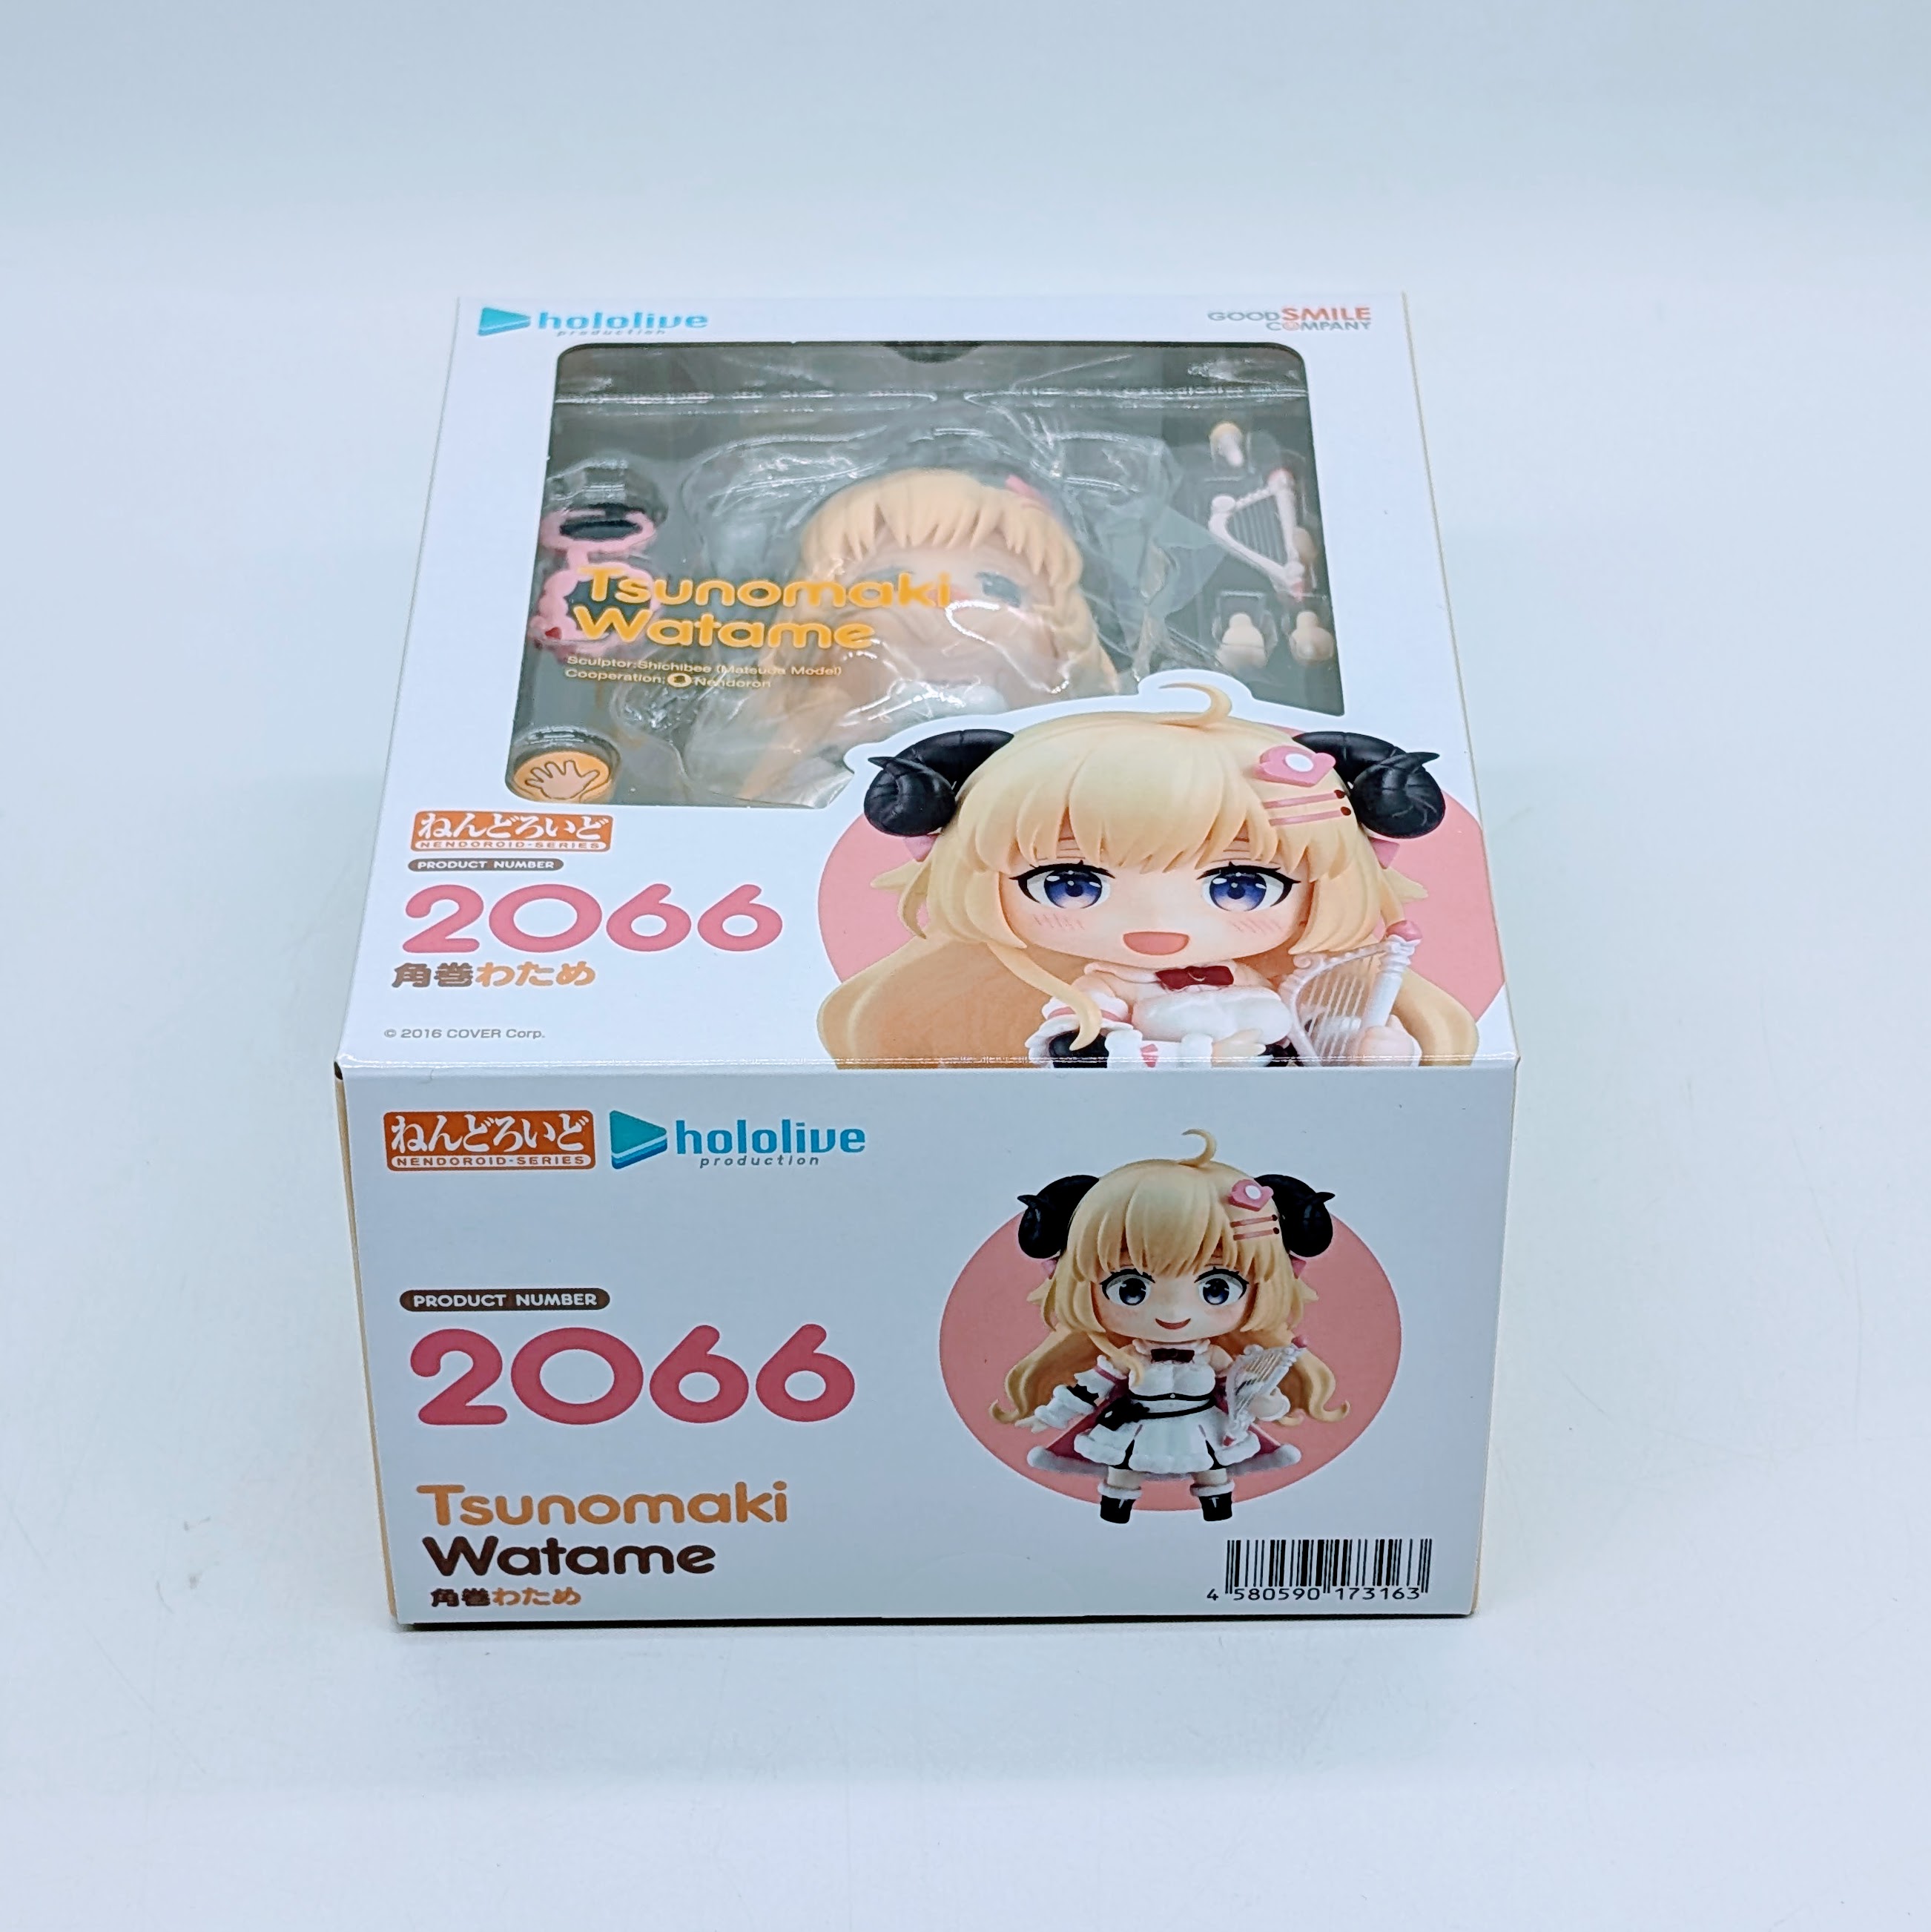 hololive
production
GOODSMILE
COMPANY
Tsunomaki
Watame
Sculptor:Shichibee (Matsuda Model)
Cooperation: Nendoron
ねんどろいど
NENDOROID-SERIES
PRODUCT NUMBER
2066
角巻わため
© 2016 COVER Corp.
ねんどろいど
NENDOROID-SERIES
hololive
production
PRODUCT NUMBER
2066
Tsunomaki
Watame
角巻わため
4 580590 173163